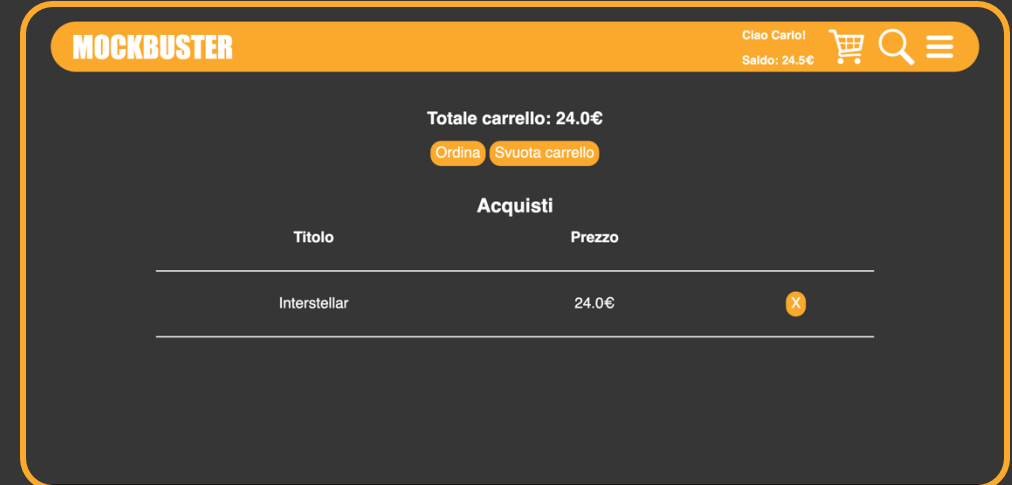 MOCKBUSTER
Ciao Carlo!
Saldo: 24.5€
Totale carrello: 24.0€
Ordina Svuota carrello
Acquisti
Titolo Prezzo
Interstellar 24.0€ X